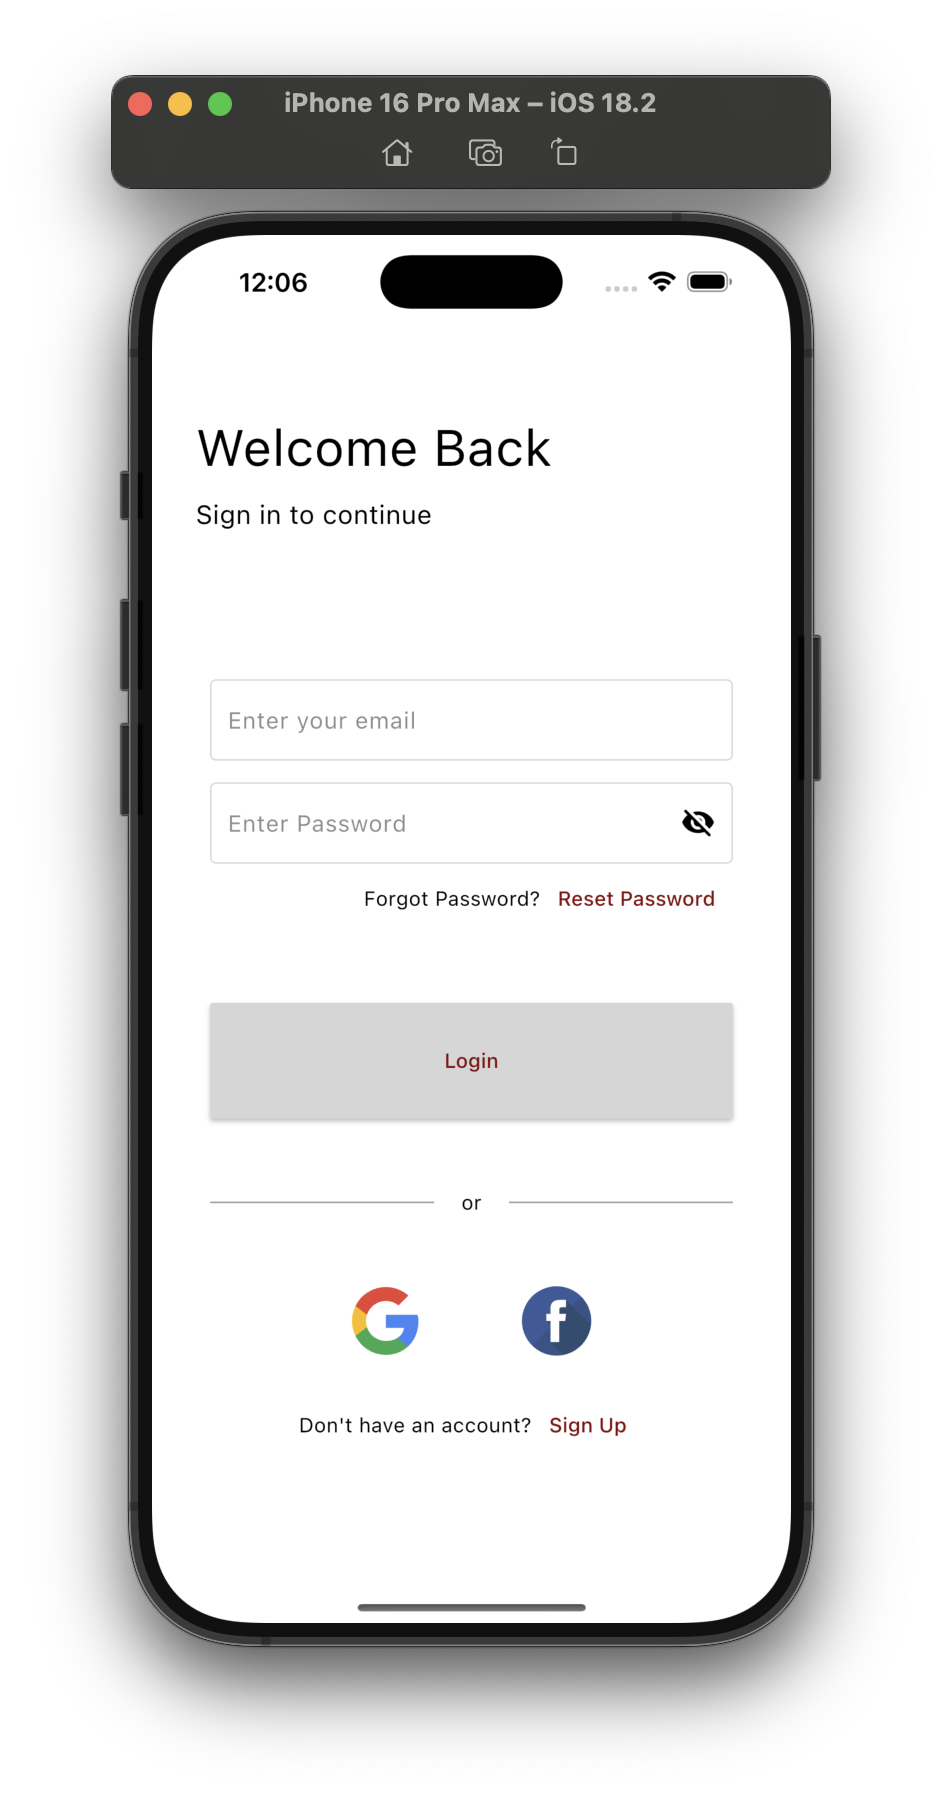 iPhone 16 Pro Max – iOS 18.2
12:06
Welcome Back
Sign in to continue
Enter your email
Enter Password
Forgot Password? Reset Password
Login
or
Don't have an account? Sign Up